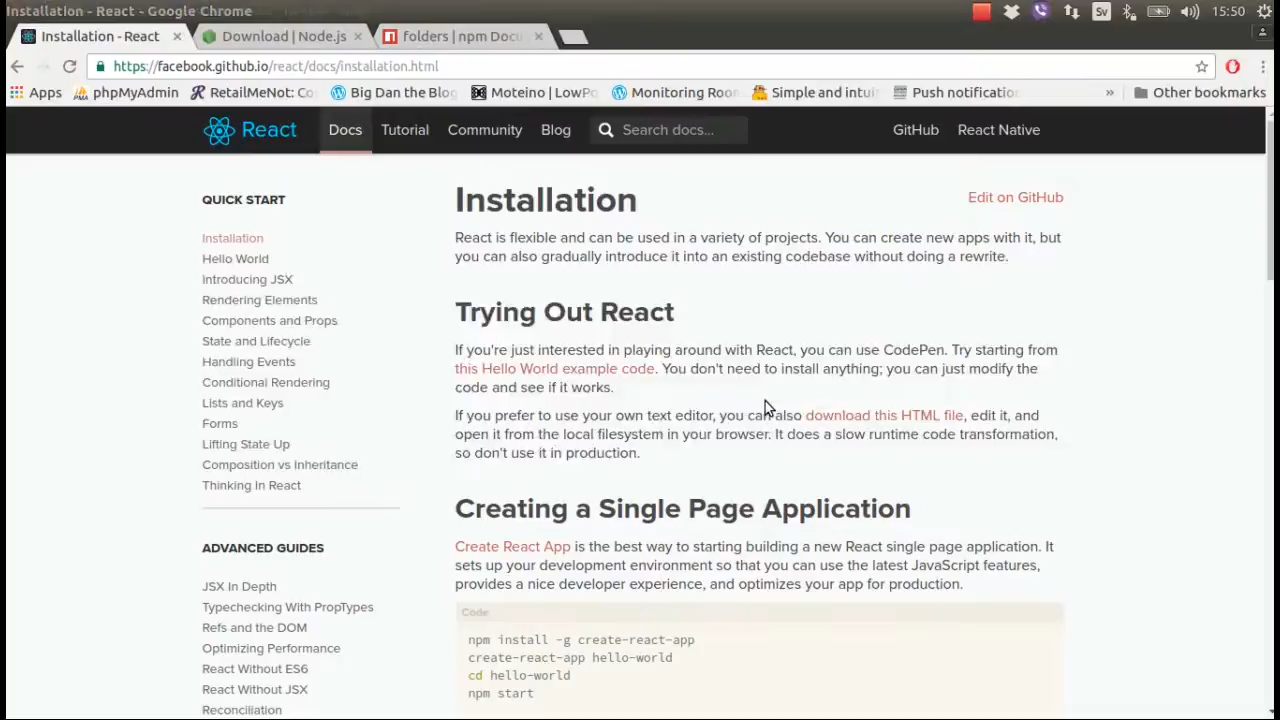 Installation - React - Google Chrome
Sv
15:50
Installation - React
Download | Node.js
folders | npm Docu
https://facebook.github.io/react/docs/installation.html
Apps
phpMyAdmin
RetailMeNot: Co
Big Dan the Blog
Moteino | LowPo
Monitoring Room
Simple and intui
Push notification
»
Other bookmarks
React
Docs
Tutorial
Community
Blog
Search docs...
GitHub
React Native
QUICK START
Installation
Hello World
Introducing JSX
Rendering Elements
Components and Props
State and Lifecycle
Handling Events
Conditional Rendering
Lists and Keys
Forms
Lifting State Up
Composition vs Inheritance
Thinking In React
ADVANCED GUIDES
JSX In Depth
Typechecking With PropTypes
Refs and the DOM
Optimizing Performance
React Without ES6
React Without JSX
Reconciliation
Installation
Edit on GitHub
React is flexible and can be used in a variety of projects. You can create new apps with it, but
you can also gradually introduce it into an existing codebase without doing a rewrite.
Trying Out React
If you're just interested in playing around with React, you can use CodePen. Try starting from
this Hello World example code. You don't need to install anything; you can just modify the
code and see if it works.
If you prefer to use your own text editor, you can also download this HTML file, edit it, and
open it from the local filesystem in your browser. It does a slow runtime code transformation,
so don't use it in production.
Creating a Single Page Application
Create React App is the best way to starting building a new React single page application. It
sets up your development environment so that you can use the latest JavaScript features,
provides a nice developer experience, and optimizes your app for production.
Code
npm install -g create-react-app
create-react-app hello-world
cd hello-world
npm start